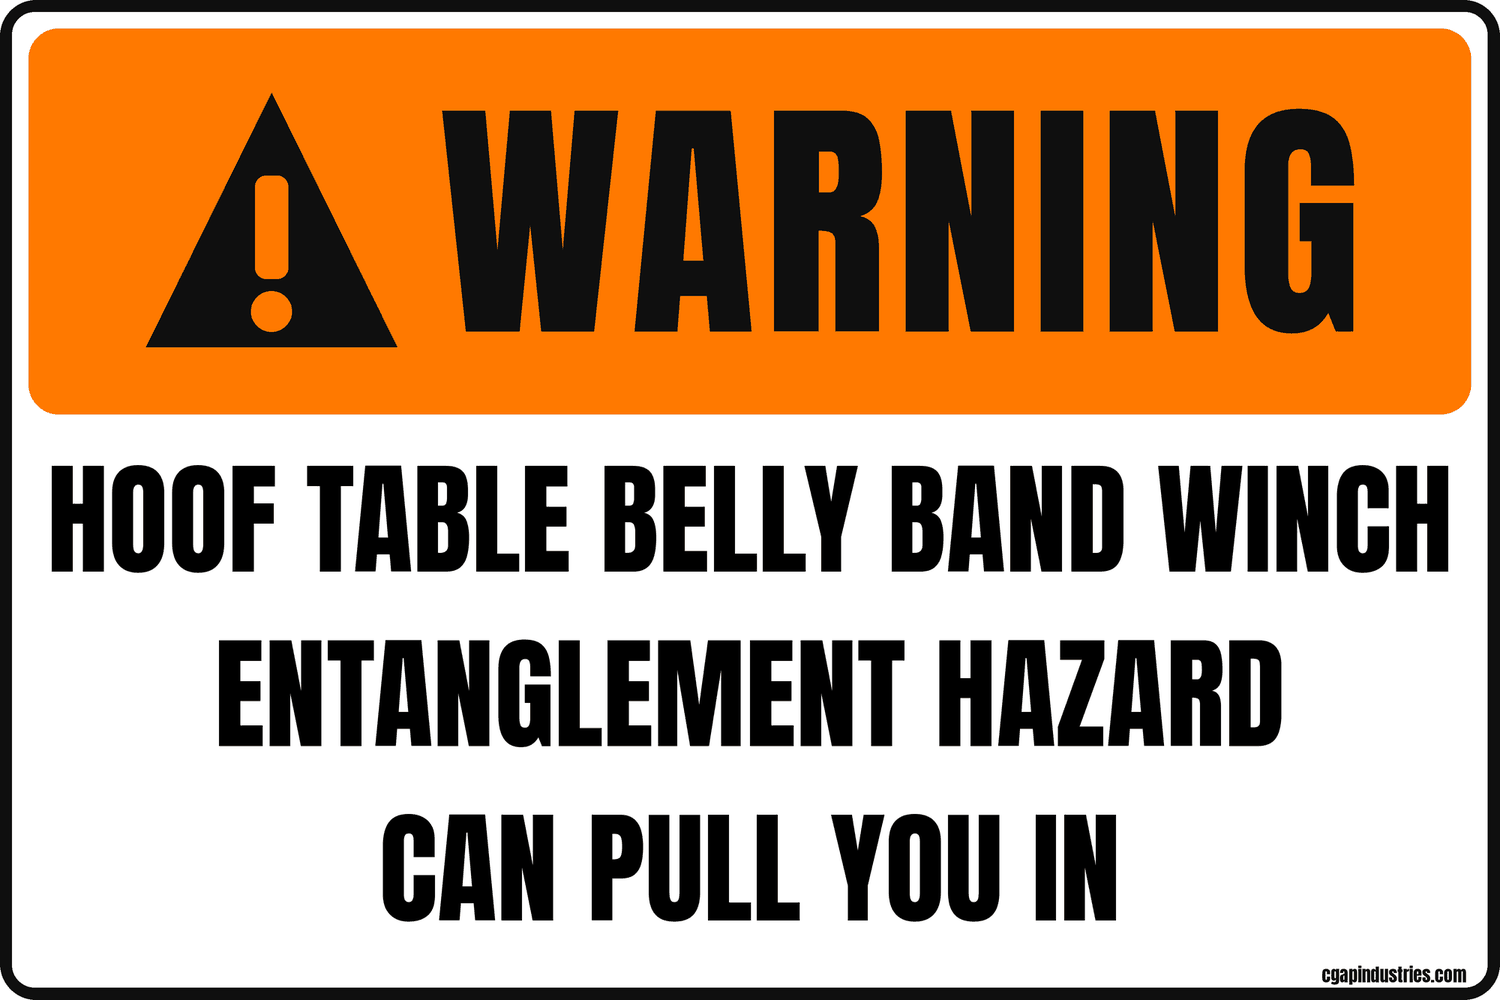 WARNING
HOOF TABLE BELLY BAND WINCH
ENTANGLEMENT HAZARD
CAN PULL YOU IN
cgapindustries.com